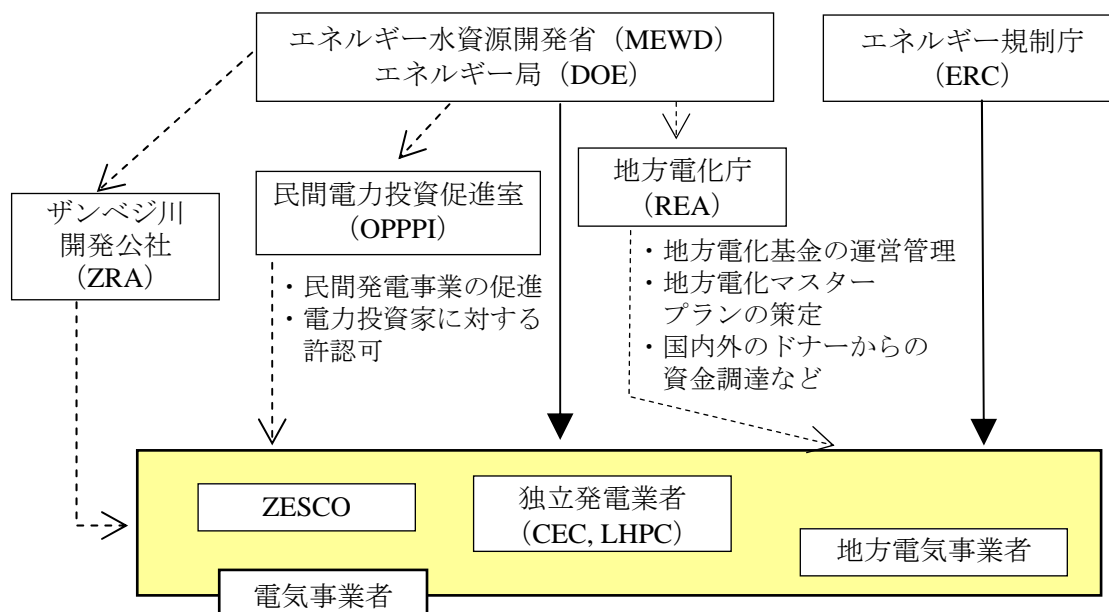 エネルギー水資源開発省（MEWD）
エネルギー局（DOE）
エネルギー規制庁
（ERC）
ザンベジ川
開発公社
（ZRA）
民間電力投資促進室
（OPPPI）
・民間発電事業の促進
・電力投資家に対する
許認可
地方電化庁
（REA）
・地方電化基金の運営管理
・地方電化マスター
プランの策定
・国内外のドナーからの
資金調達など
ZESCO
独立発電業者
（CEC, LHPC）
地方電気事業者
電気事業者